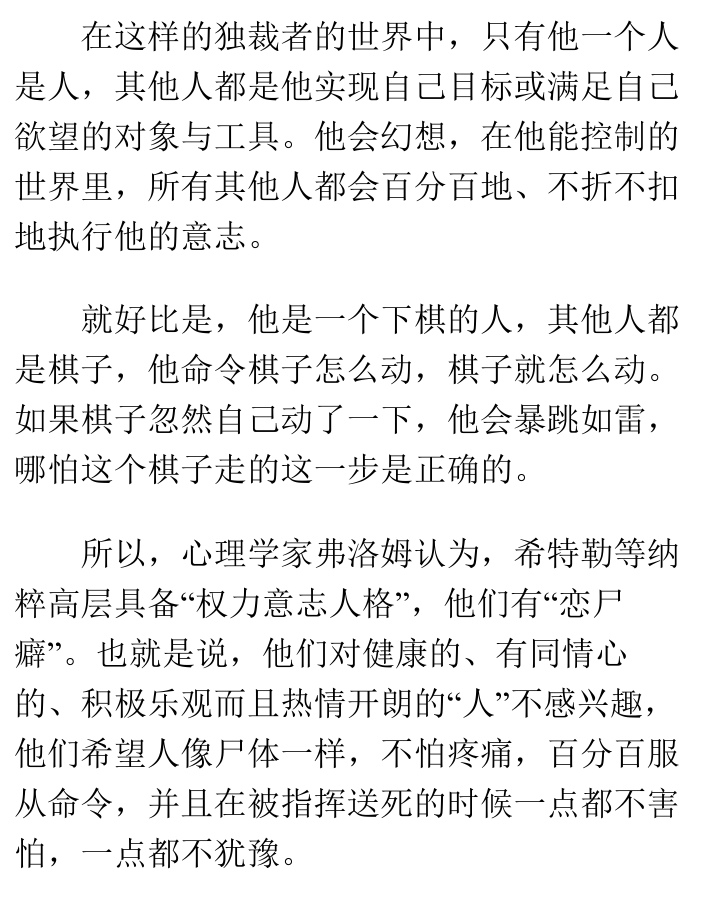 在这样的独裁者的世界中，只有他一个人
是人，其他人都是他实现自己目标或满足自己
欲望的对象与工具。他会幻想，在他能控制的
世界里，所有其他人都会百分百地、不折不扣
地执行他的意志。
就好比是，他是一个下棋的人，其他人都
是棋子，他命令棋子怎么动，棋子就怎么动。
如果棋子忽然自己动了一下，他会暴跳如雷，
哪怕这个棋子走的这一步是正确的。
所以，心理学家弗洛姆认为，希特勒等纳
粹高层具备“权力意志人格”，他们有“恋尸
癖”。也就是说，他们对健康的、有同情心
的、积极乐观而且热情开朗的“人”不感兴趣，
他们希望人像尸体一样，不怕疼痛，百分百服
从命令，并且在被指挥送死的时候一点都不害
怕，一点都不犹豫。